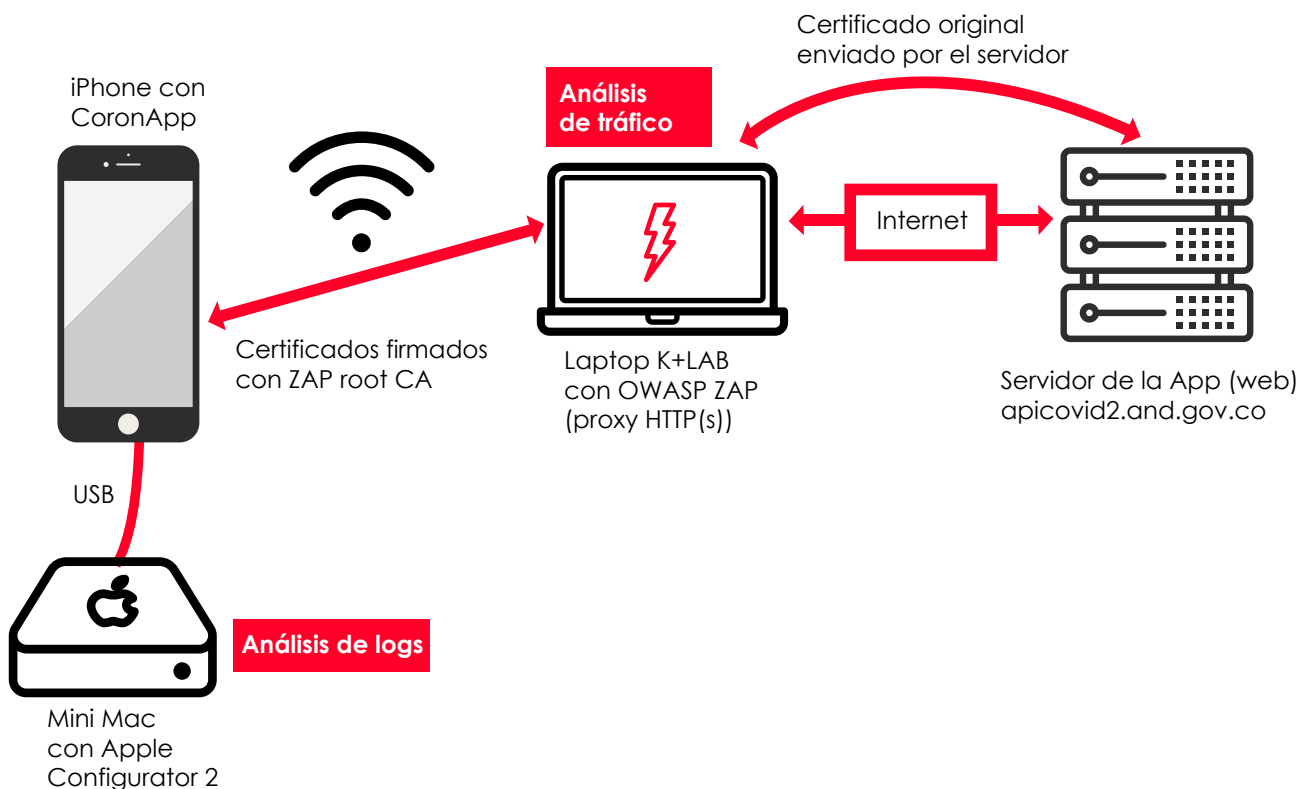 Certificado original
enviado por el servidor
iPhone con
CoronApp
Análisis
de tráfico
Internet
Certificados firmados
con ZAP root CA
Laptop K+LAB
con OWASP ZAP
(proxy HTTP(s))
Servidor de la App (web)
apicovid2.and.gov.co
USB
Análisis de logs
Mini Mac
con Apple
Configurator 2